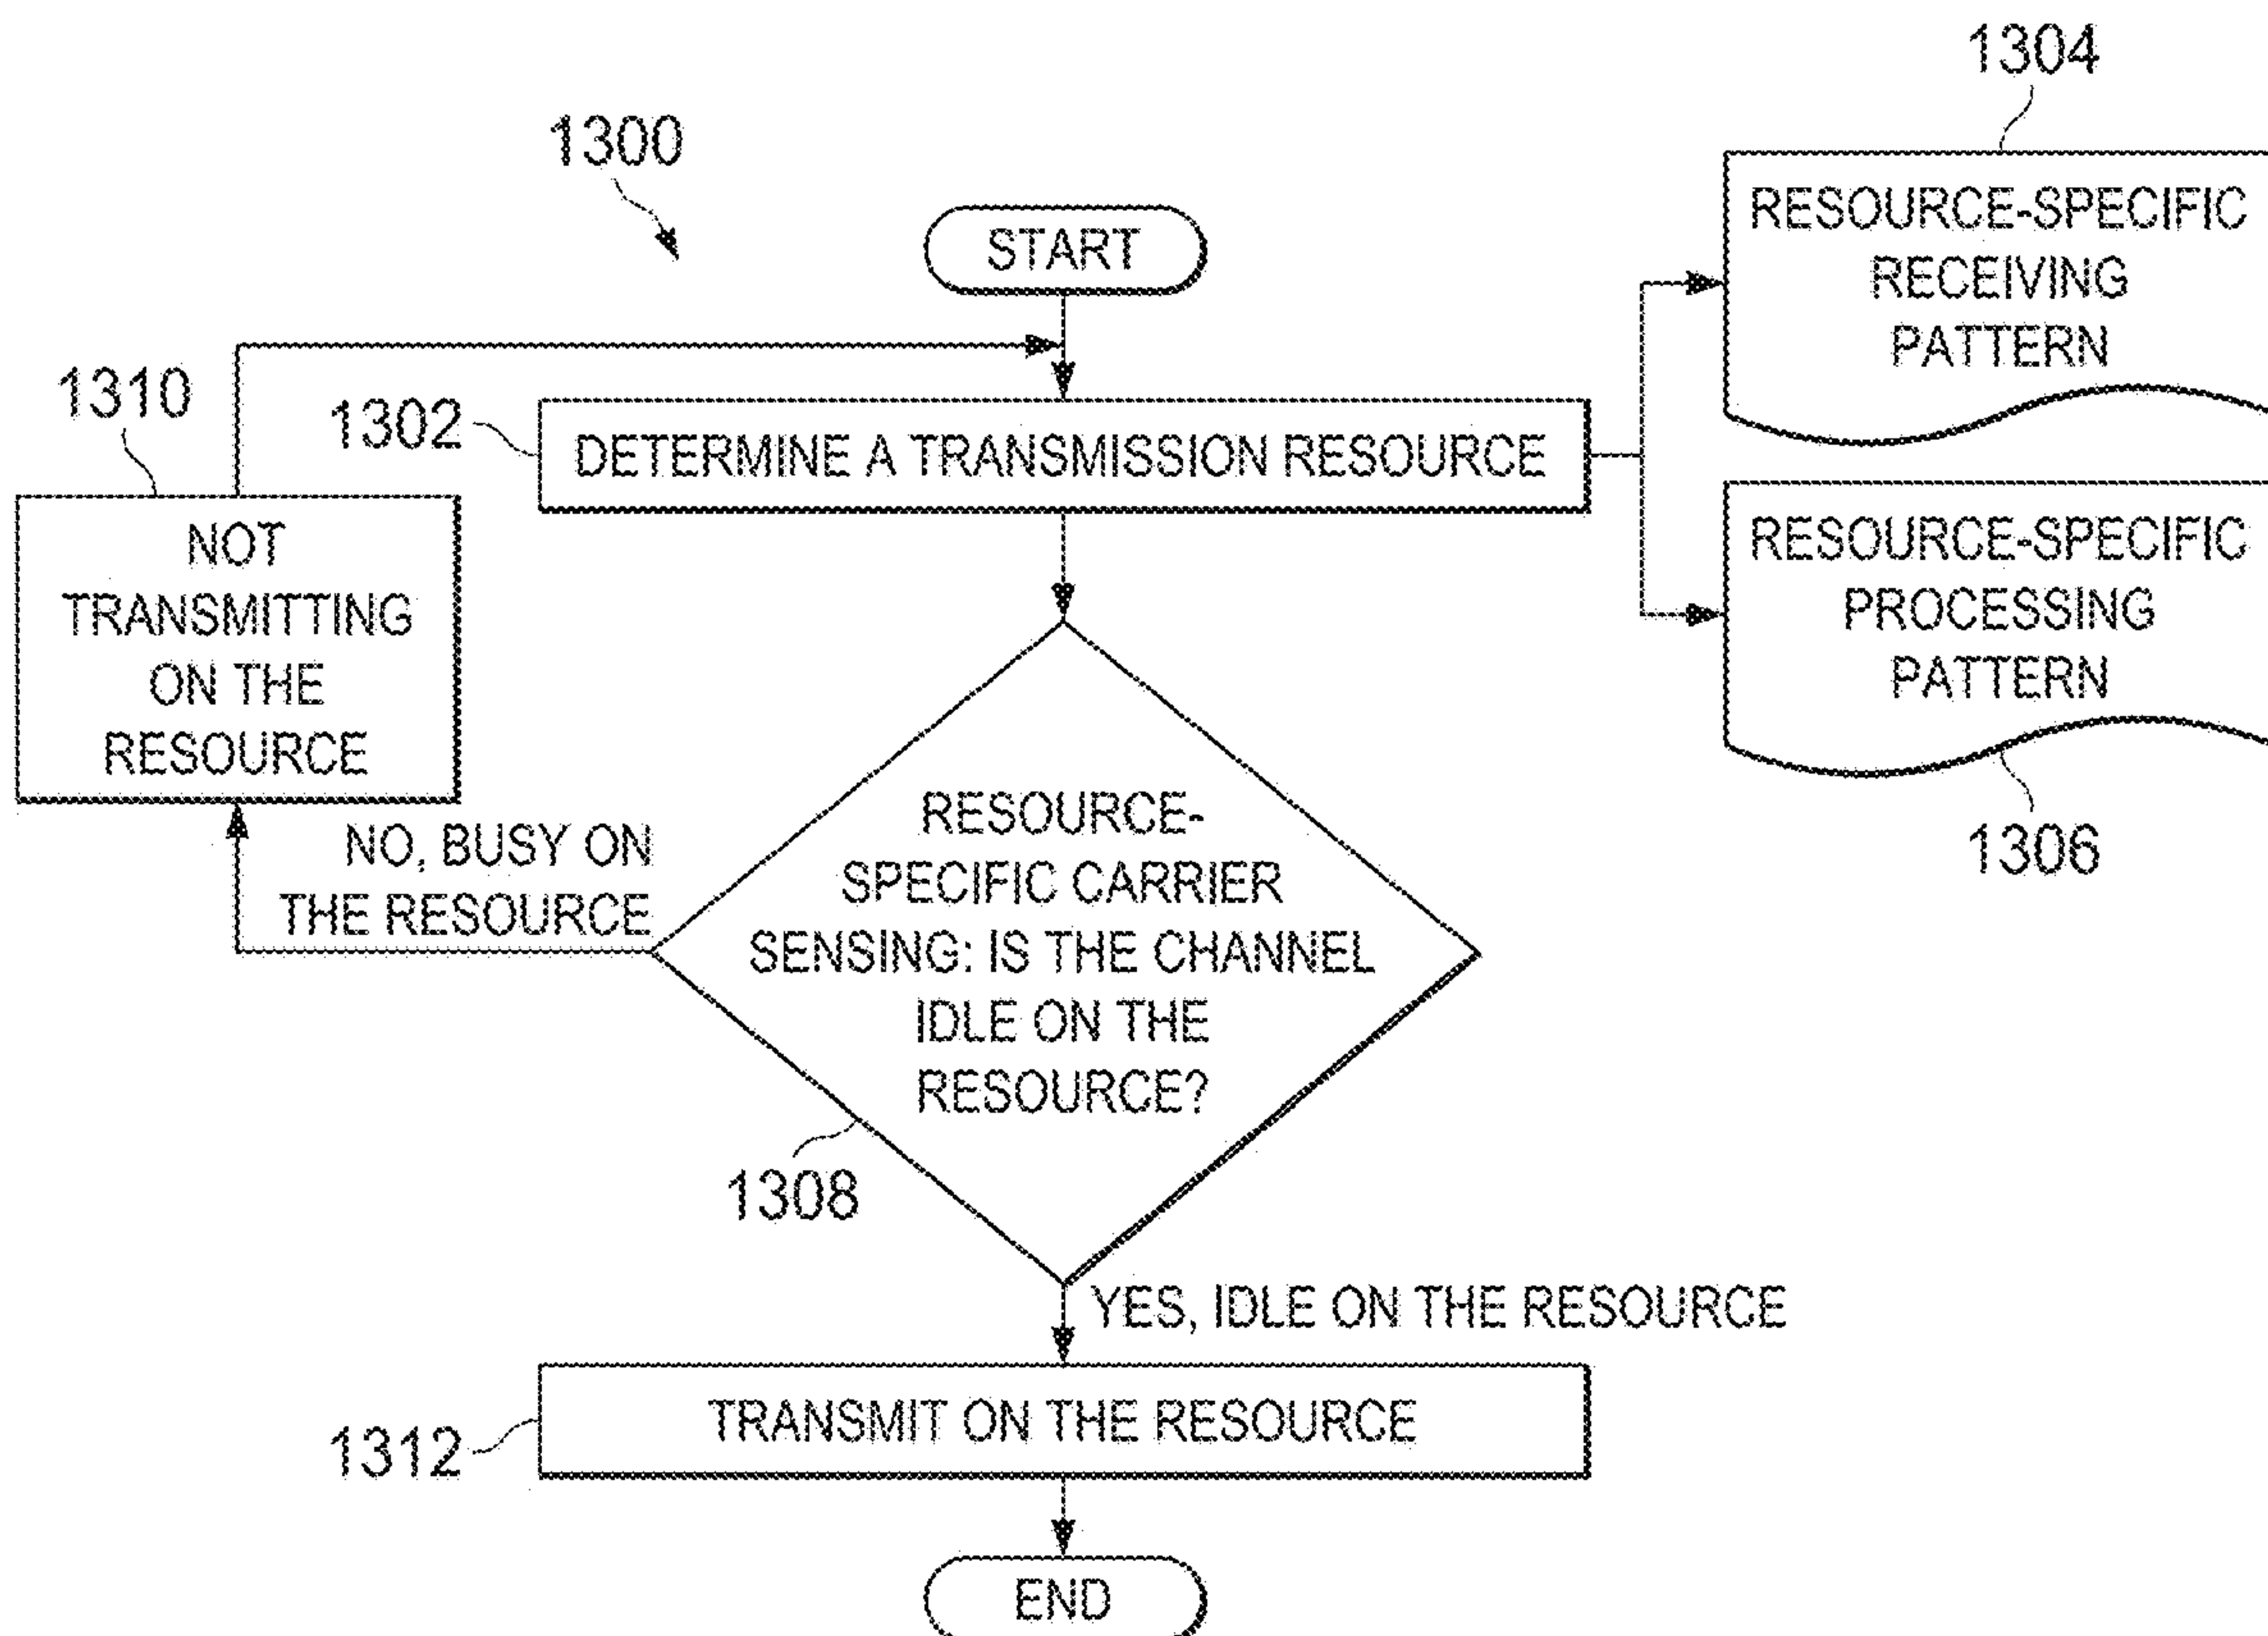 1304
1300
START
RESOURCE-SPECIFIC
RECEIVING
PATTERN
1310
1302
DETERMINE A TRANSMISSION RESOURCE
NOT
TRANSMITTING
ON THE
RESOURCE
RESOURCE-SPECIFIC
PROCESSING
PATTERN
1306
NO, BUSY ON
THE RESOURCE
RESOURCE-
SPECIFIC CARRIER
SENSING: IS THE CHANNEL
IDLE ON THE
RESOURCE?
1308
YES, IDLE ON THE RESOURCE
1312
TRANSMIT ON THE RESOURCE
END